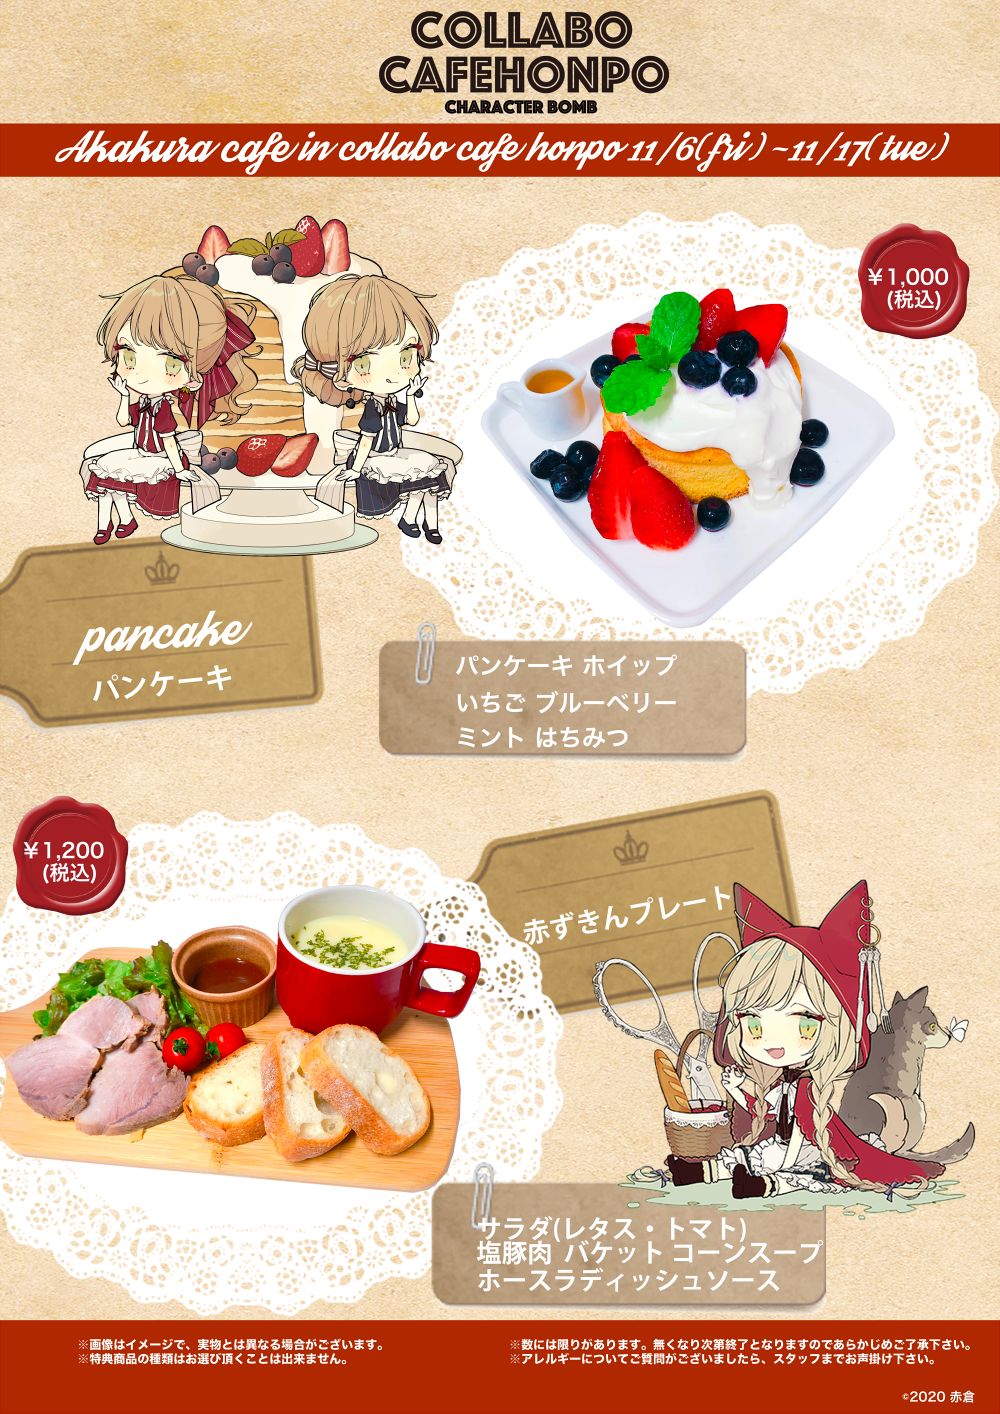 COLLABO
CAFEHONPO
CHARACTER BOMB
Akakura cafe in collabo cafe honpo 11/6(fri)~11/17(tue)
¥1,000
(税込)
pancake
パンケーキ
パンケーキ ホイップ
いちご ブルーベリー
ミント はちみつ
¥1,200
(税込)
赤ずきんプレート
サラダ(レタス・トマト)
塩豚肉 バケット コーンスープ
ホースラディッシュソース
※画像はイメージで、実物とは異なる場合がございます。
※特典商品の種類はお選び頂くことは出来ません。
※数には限りがあります。無くなり次第終了となりますのであらかじめご了承下さい。
※アレルギーについてご質問がございましたら、スタッフまでお声掛け下さい。
©2020 赤倉